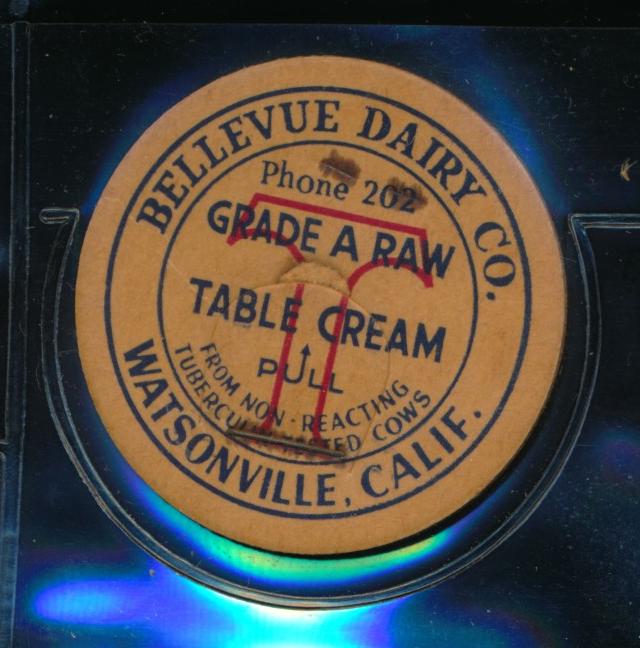 BELLEVUE DAIRY CO.
Phone 202
GRADE A RAW
T
TABLE CREAM
PULL
FROM NON-REACTING
COWS
WATSONVILLE, CALIF.